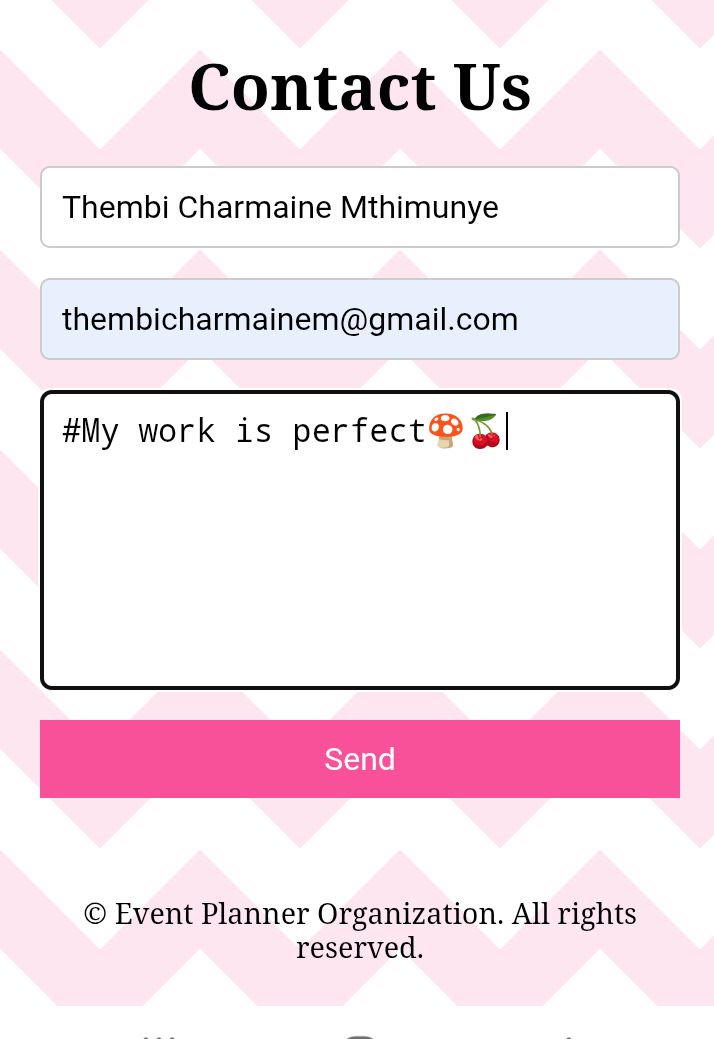 Contact Us
Thembi Charmaine Mthimunye
thembicharmainem@gmail.com
#My work is perfect🍄🍒
Send
© Event Planner Organization. All rights
reserved.